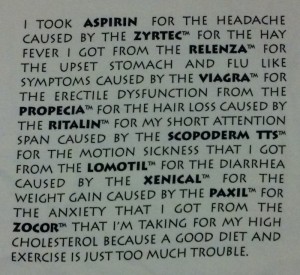 I TOOK ASPIRIN FOR THE HEADACHE
CAUSED BY THE ZYRTEC™ FOR THE HAY
FEVER I GOT FROM THE RELENZA™ FOR
THE UPSET STOMACH AND FLU LIKE
SYMPTOMS CAUSED BY THE VIAGRA™ FOR
THE ERECTILE DYSFUNCTION FROM THE
PROPECIA™ FOR THE HAIR LOSS CAUSED BY
THE RITALIN™ FOR MY SHORT ATTENTION
SPAN CAUSED BY THE SCOPODERM TTS™
FOR THE MOTION SICKNESS THAT I GOT
FROM THE LOMOTIL™ FOR THE DIARRHEA
CAUSED BY THE XENICAL™ FOR THE
WEIGHT GAIN CAUSED BY THE PAXIL™ FOR
THE ANXIETY THAT I GOT FROM THE
ZOCOR™ THAT I'M TAKING FOR MY HIGH
CHOLESTEROL BECAUSE A GOOD DIET AND
EXERCISE IS JUST TOO MUCH TROUBLE.